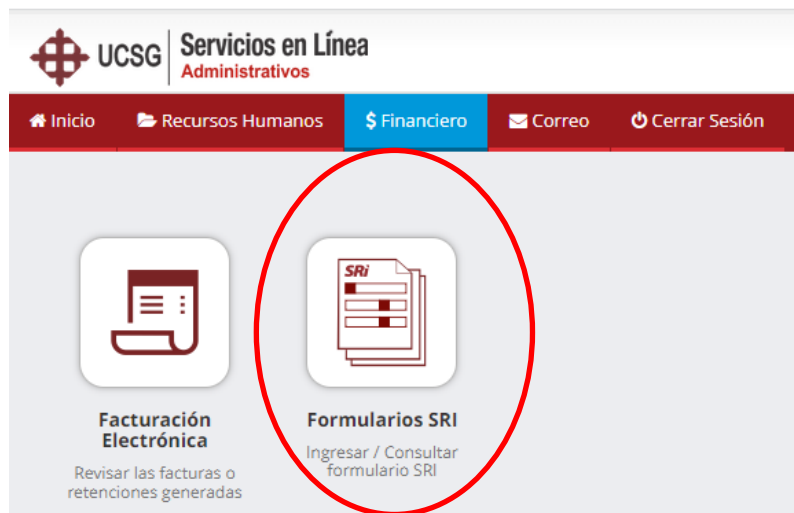 UCSG
Servicios en Línea
Administrativos
Inicio Recursos Humanos $ Financiero Correo Cerrar Sesión
SRi
Facturación
Electrónica
Revisar las facturas o
retenciones generadas
Formularios SRI
Ingresar / Consultar
formulario SRI